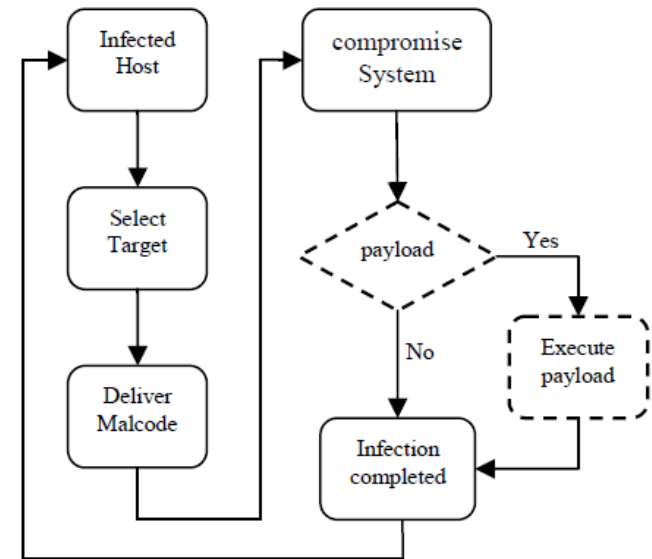 Infected
Host
Select
Target
Deliver
Malcode
compromise
System
payload
Yes
No
Execute
payload
Infection
completed